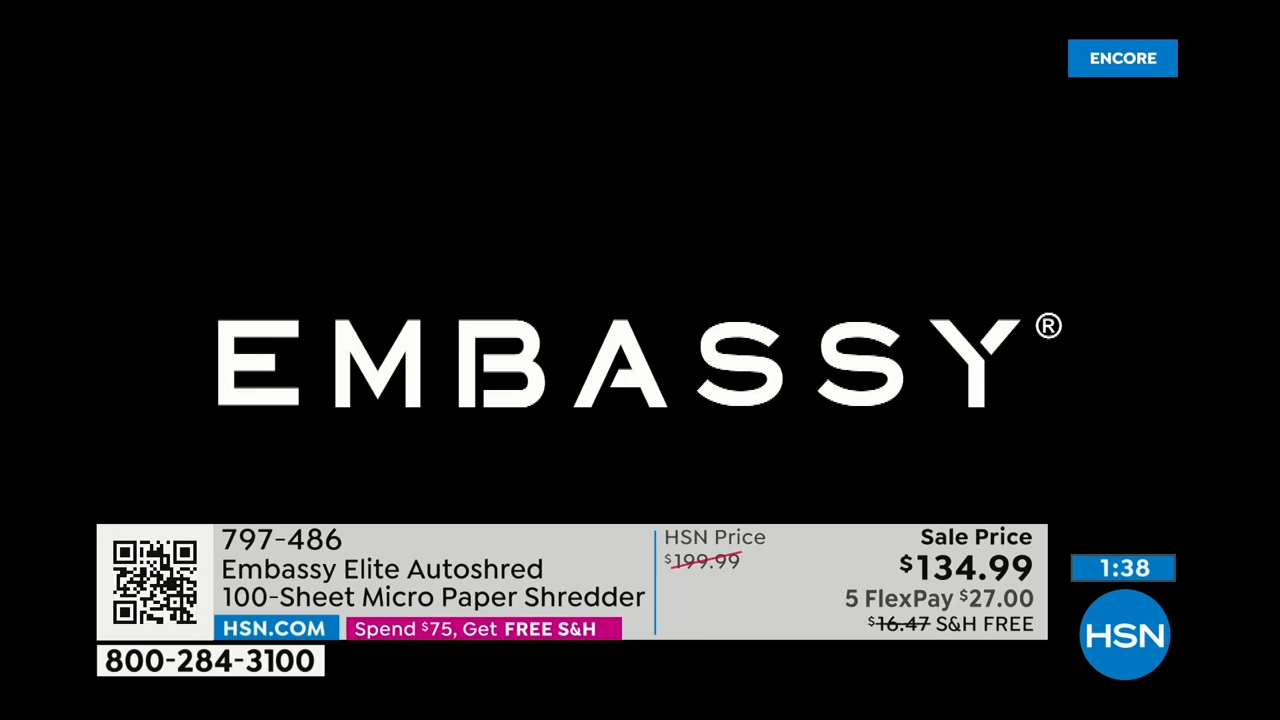 ENCORE
EMBASSY®
797-486
Embassy Elite Autoshred
100-Sheet Micro Paper Shredder
HSN.COM
Spend $75, Get FREE S&H
HSN Price
$199.99
Sale Price
$134.99
5 FlexPay $27.00
$16.47 S&H FREE
1:38
HSN
800-284-3100